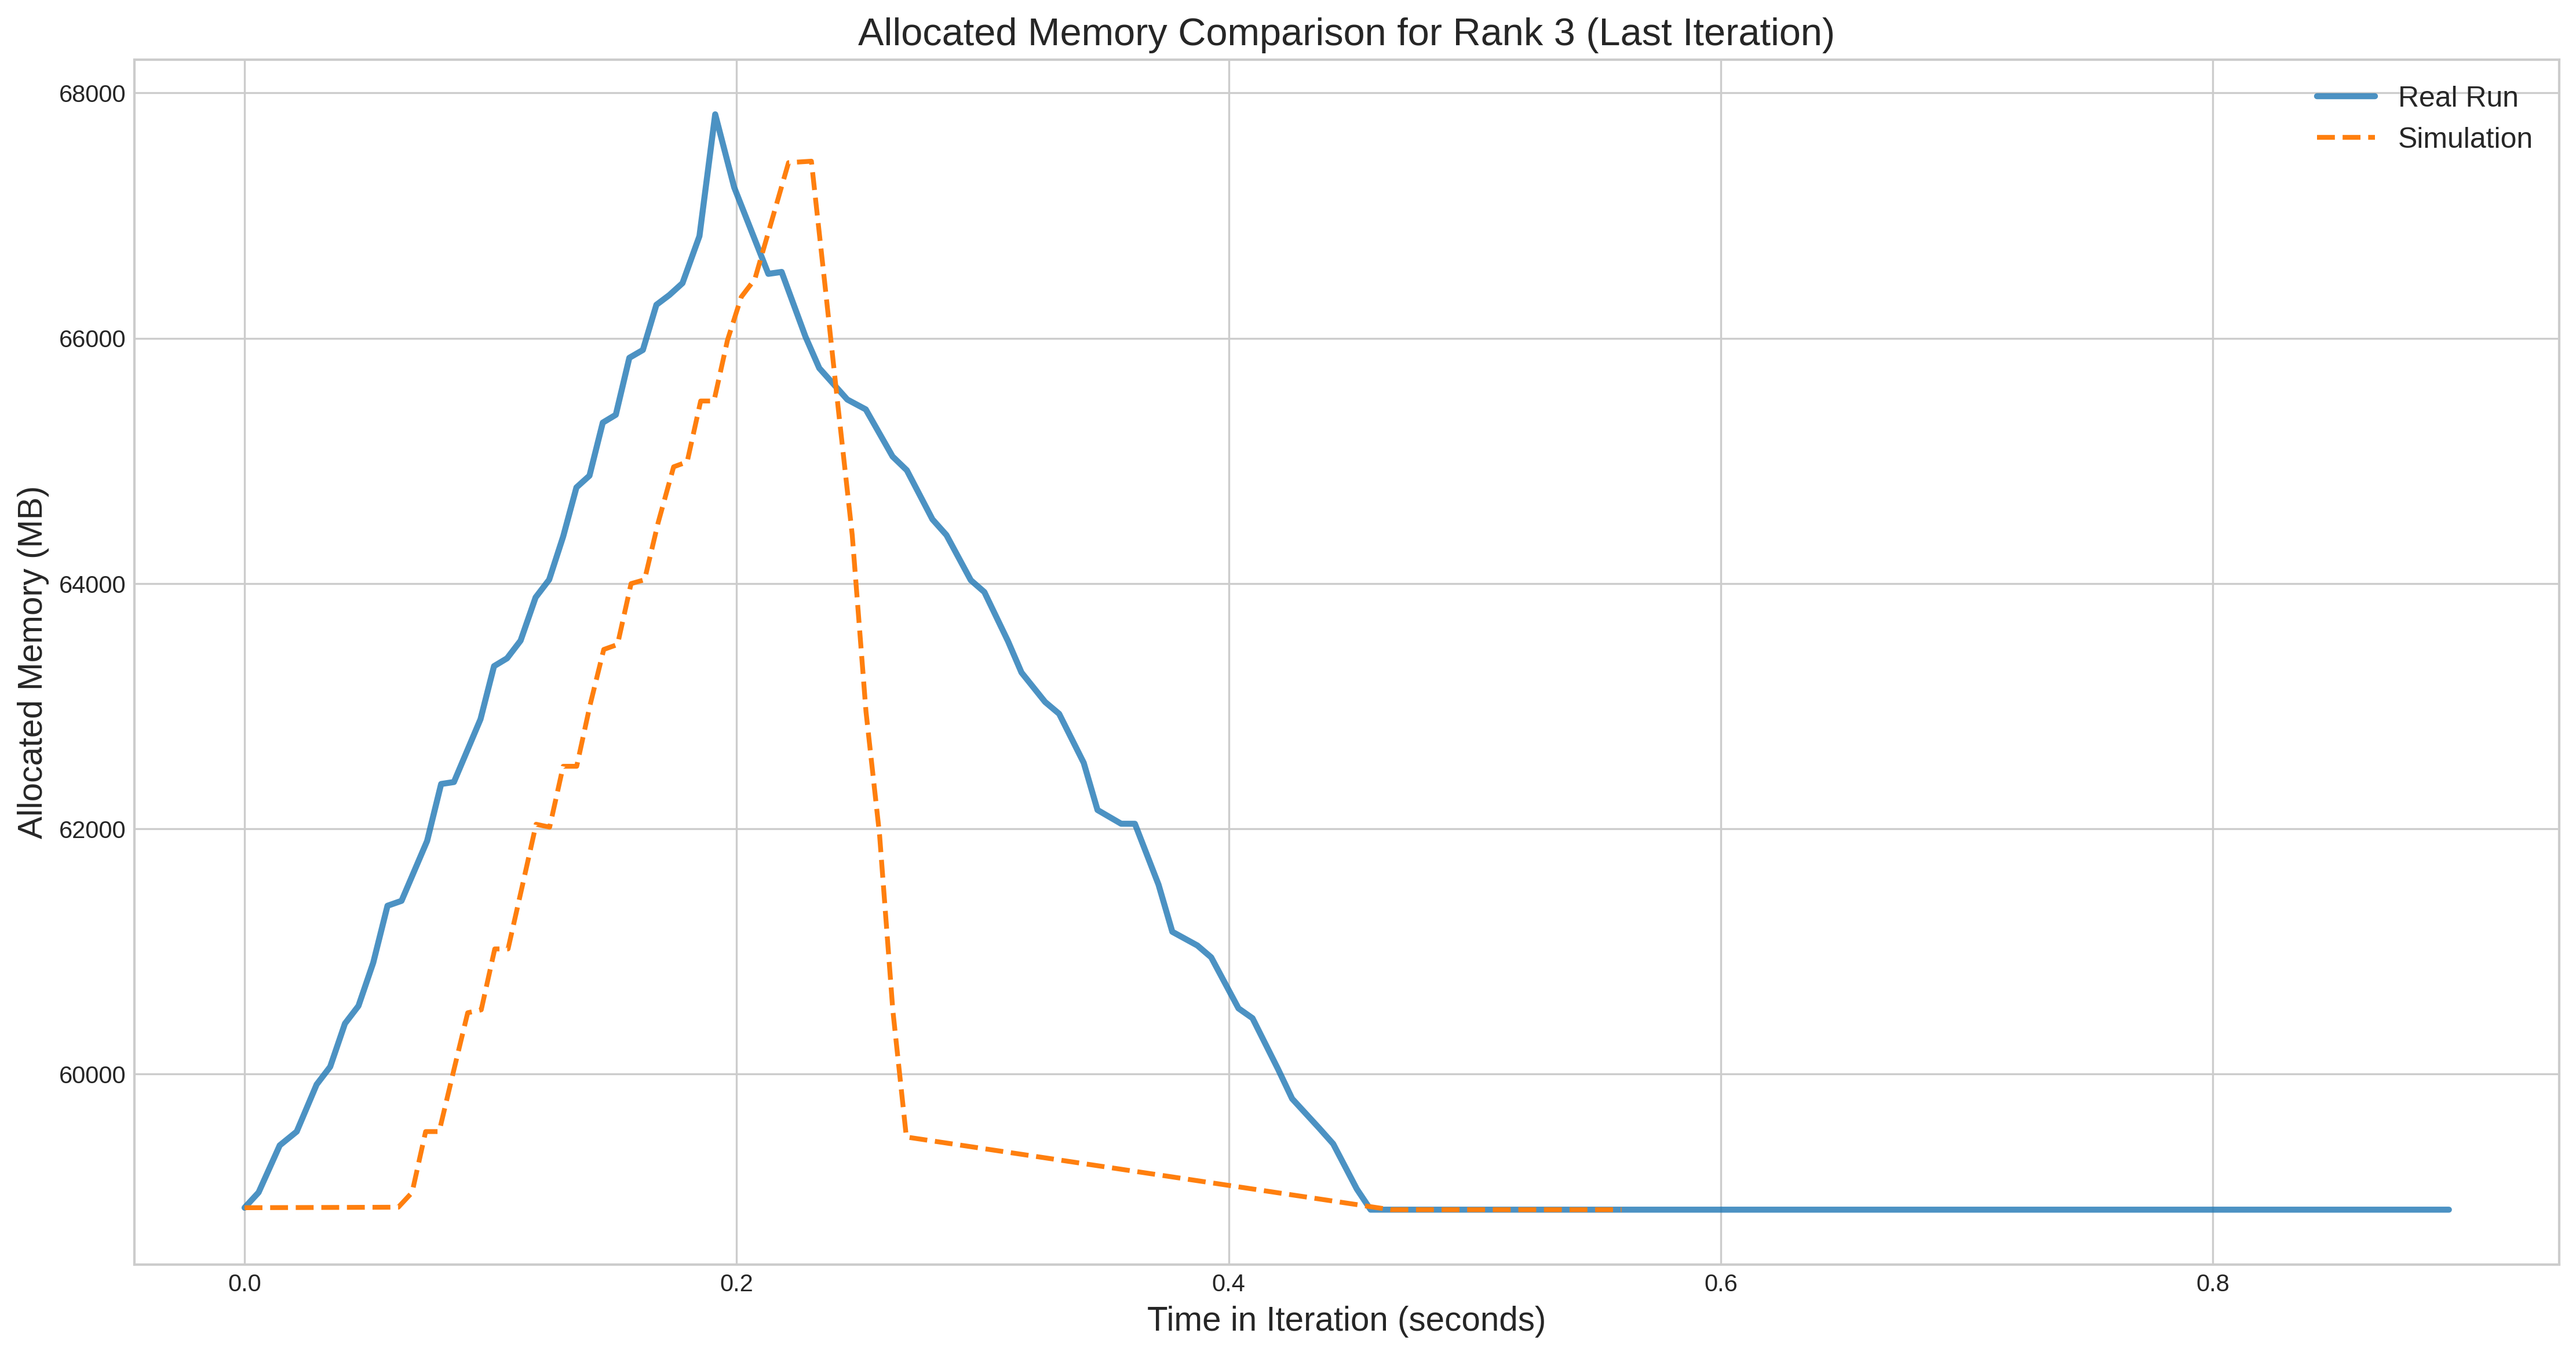 Allocated Memory Comparison for Rank 3 (Last Iteration)
Real Run
Simulation
Allocated Memory (MB)
68000
66000
64000
62000
60000
0.0 0.2 0.4 0.6 0.8
Time in Iteration (seconds)